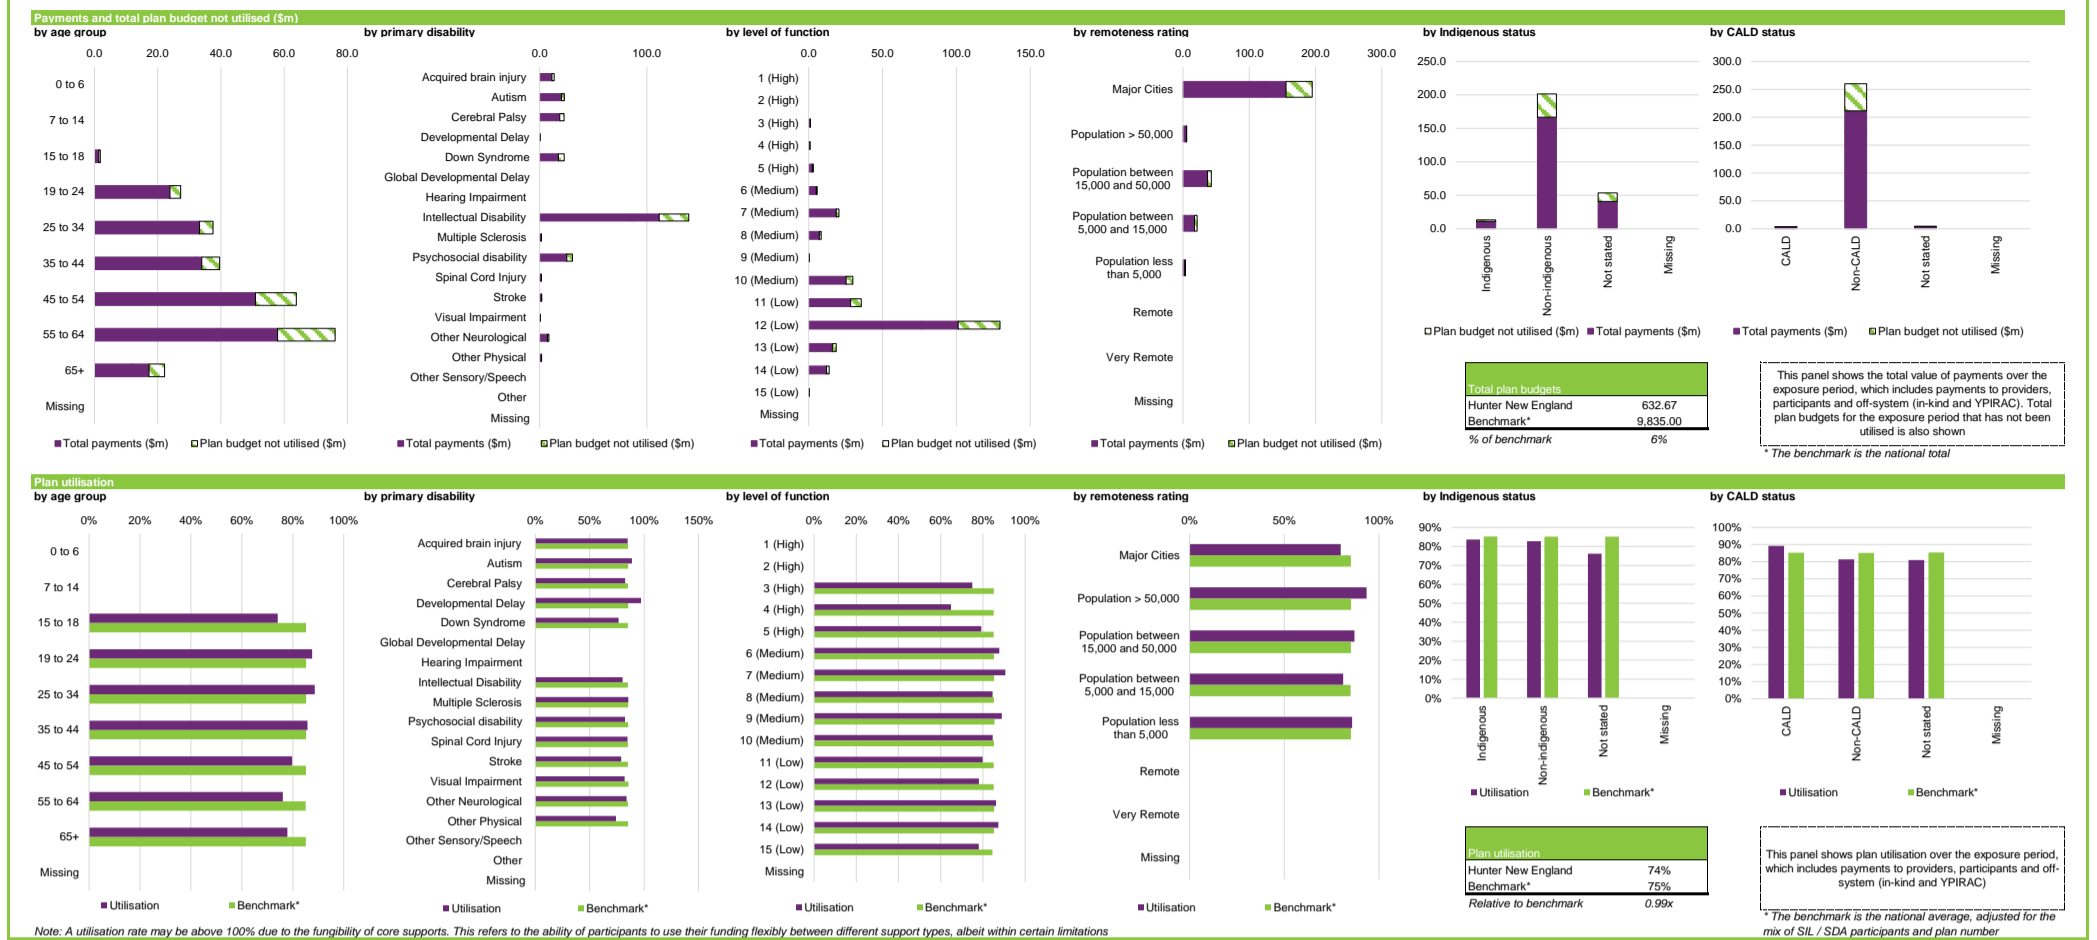 Payments and total plan budget not utilised ($m)
by age group
0.0 20.0 40.0 60.0 80.0
0 to 6
7 to 14
15 to 18
19 to 24
25 to 34
35 to 44
45 to 54
55 to 64
65+
Missing
Total payments ($m) Plan budget not utilised ($m)
by primary disability
0.0 100.0
Acquired brain injury
Autism
Cerebral Palsy
Developmental Delay
Down Syndrome
Global Developmental Delay
Hearing Impairment
Intellectual Disability
Multiple Sclerosis
Psychosocial disability
Spinal Cord Injury
Stroke
Visual Impairment
Other Neurological
Other Physical
Other Sensory/Speech
Other
Missing
Total payments ($m) Plan budget not utilised ($m)
by level of function
0.0 50.0 100.0 150.0
1 (High)
2 (High)
3 (High)
4 (High)
5 (High)
6 (Medium)
7 (Medium)
8 (Medium)
9 (Medium)
10 (Medium)
11 (Low)
12 (Low)
13 (Low)
14 (Low)
15 (Low)
Missing
Total payments ($m) Plan budget not utilised ($m)
by remoteness rating
0.0 100.0 200.0 300.0
Major Cities
Population > 50,000
Population between
15,000 and 50,000
Population between
5,000 and 15,000
Population less
than 5,000
Remote
Very Remote
Missing
Total payments ($m) Plan budget not utilised ($m)
by Indigenous status
250.0
200.0
150.0
100.0
50.0
0.0
Indigenous
Non-indigenous
Not stated
Missing
Plan budget not utilised ($m) Total payments ($m)
Total plan budgets
Hunter New England 632.67
Benchmark* 9,835.00
% of benchmark 6%
by CALD status
300.0
250.0
200.0
150.0
100.0
50.0
0.0
CALD
Non-CALD
Not stated
Missing
Total payments ($m) Plan budget not utilised ($m)
This panel shows the total value of payments over the
exposure period, which includes payments to providers,
participants and off-system (in-kind and YPIRAC). Total
plan budgets for the exposure period that has not been
utilised is also shown
* The benchmark is the national total
Plan utilisation
by age group
0% 20% 40% 60% 80% 100%
0 to 6
7 to 14
15 to 18
19 to 24
25 to 34
35 to 44
45 to 54
55 to 64
65+
Missing
Utilisation Benchmark*
by primary disability
0% 50% 100% 150%
Acquired brain injury
Autism
Cerebral Palsy
Developmental Delay
Down Syndrome
Global Developmental Delay
Hearing Impairment
Intellectual Disability
Multiple Sclerosis
Psychosocial disability
Spinal Cord Injury
Stroke
Visual Impairment
Other Neurological
Other Physical
Other Sensory/Speech
Other
Missing
Utilisation Benchmark*
by level of function
0% 20% 40% 60% 80% 100%
1 (High)
2 (High)
3 (High)
4 (High)
5 (High)
6 (Medium)
7 (Medium)
8 (Medium)
9 (Medium)
10 (Medium)
11 (Low)
12 (Low)
13 (Low)
14 (Low)
15 (Low)
Missing
Utilisation Benchmark*
by remoteness rating
0% 50% 100%
Major Cities
Population > 50,000
Population between
15,000 and 50,000
Population between
5,000 and 15,000
Population less
than 5,000
Remote
Very Remote
Missing
Utilisation Benchmark*
by Indigenous status
90%
80%
70%
60%
50%
40%
30%
20%
10%
0%
Indigenous
Non-indigenous
Not stated
Missing
Utilisation Benchmark*
Plan utilisation
Hunter New England 74%
Benchmark* 75%
Relative to benchmark 0.99x
by CALD status
100%
90%
80%
70%
60%
50%
40%
30%
20%
10%
0%
CALD
Non-CALD
Not stated
Missing
Utilisation Benchmark*
This panel shows plan utilisation over the exposure period,
which includes payments to providers, participants and off-
system (in-kind and YPIRAC)
* The benchmark is the national average, adjusted for the
mix of SIL / SDA participants and plan number
Note: A utilisation rate may be above 100% due to the fungibility of core supports. This refers to the ability of participants to use their funding flexibly between different support types, albeit within certain limitations